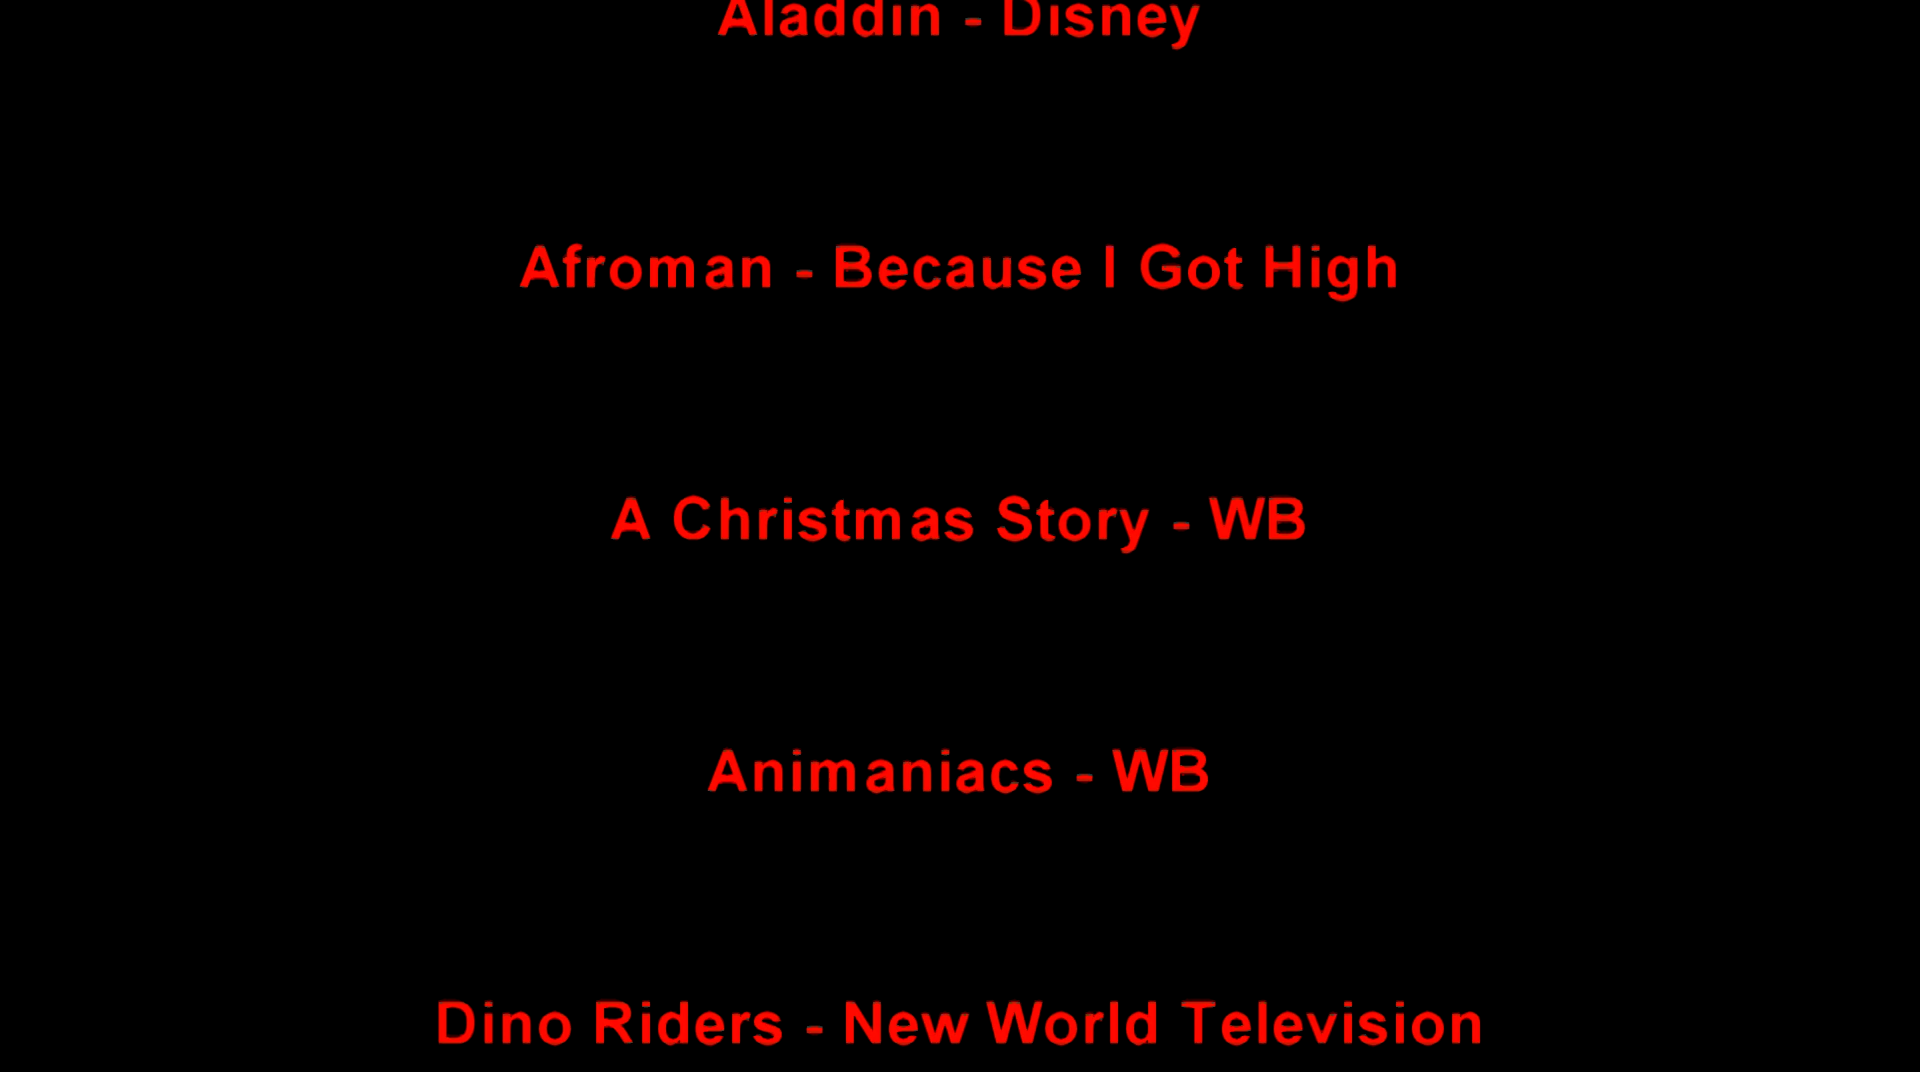 Aladdin - Disney
Afroman - Because I Got High
A Christmas Story - WB
Animaniacs - WB
Dino Riders - New World Television